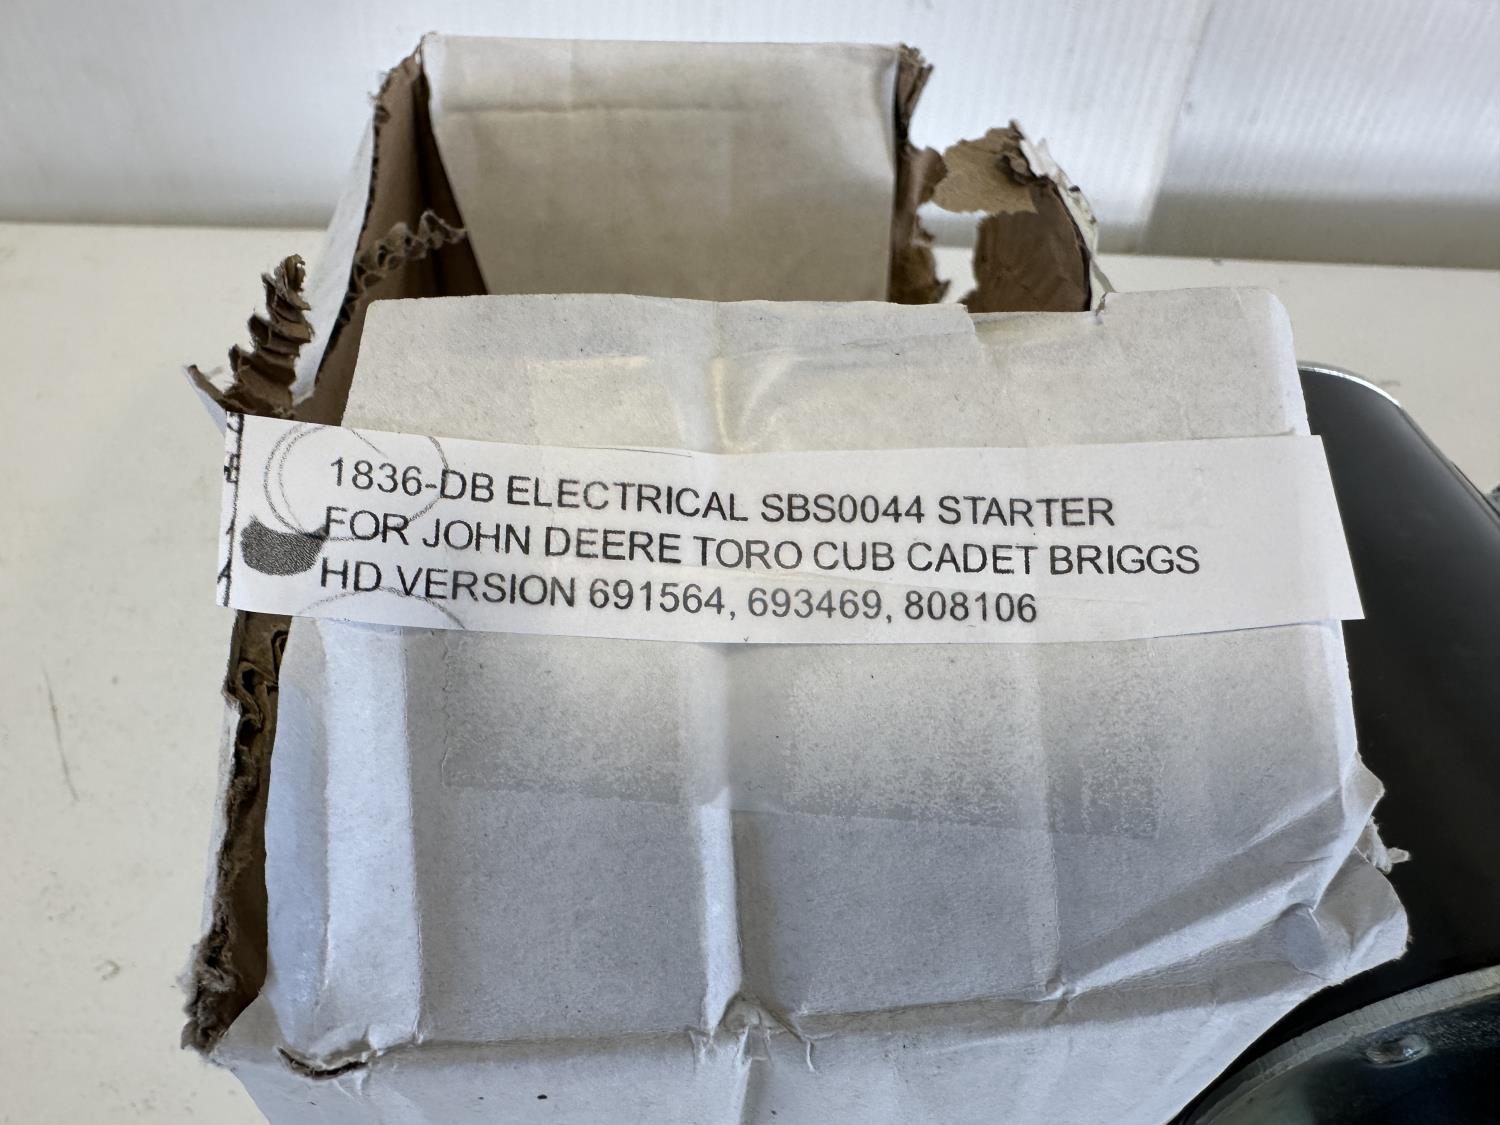 1836-DB ELECTRICAL SBS0044 STARTER
FOR JOHN DEERE TORO CUB CADET BRIGGS
HD VERSION 691564, 693469, 808106